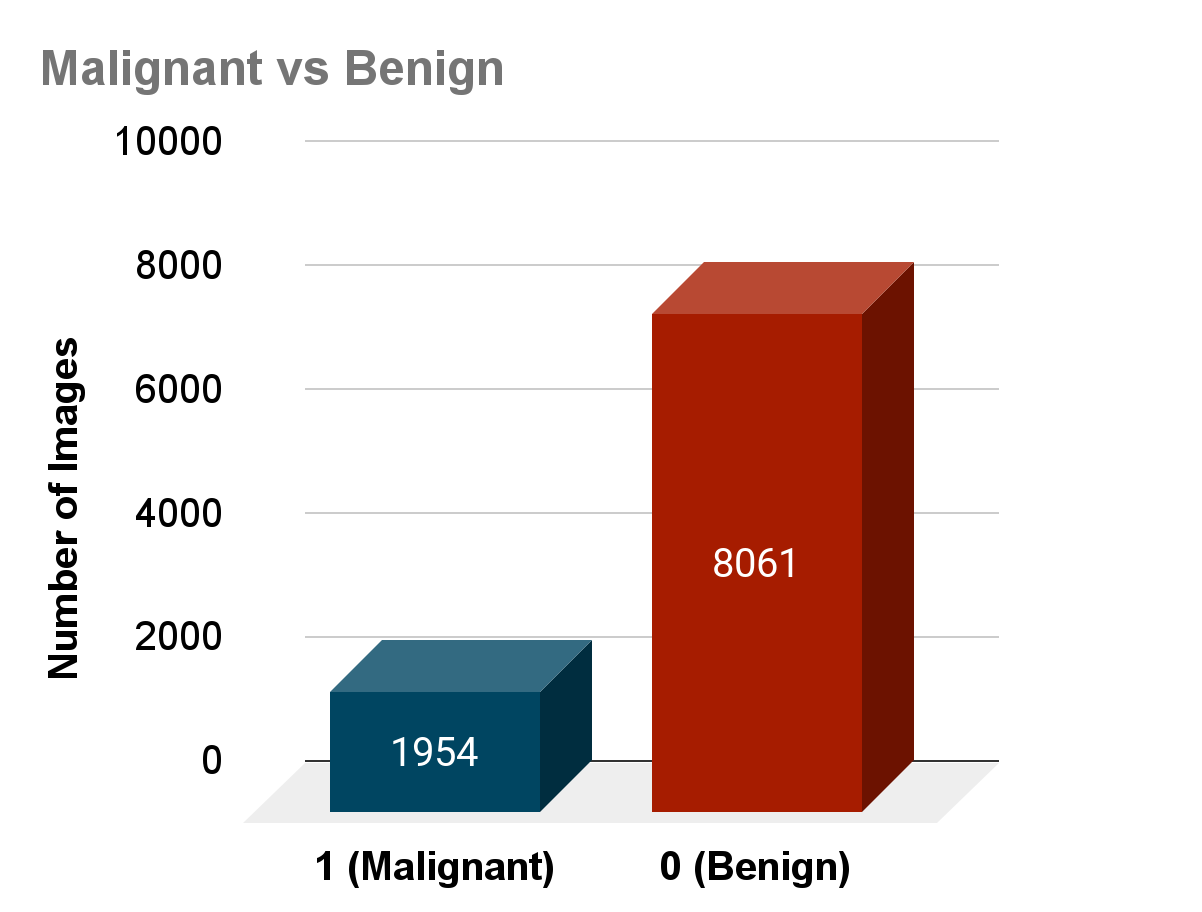 Malignant vs Benign
10000
8000
6000
4000
2000
0
Number of Images
1954
8061
1 (Malignant)
0 (Benign)